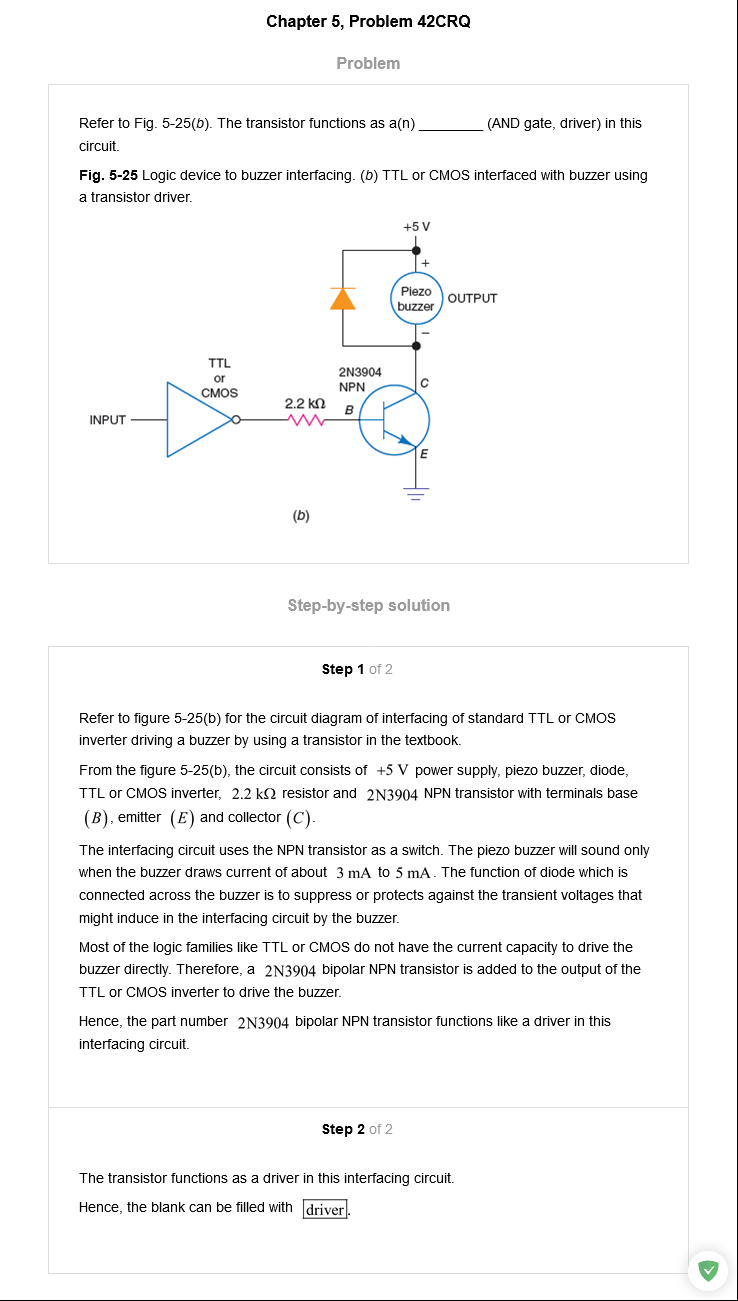 Chapter 5, Problem 42CRQ
Problem
Refer to Fig. 5-25(b). The transistor functions as a(n) ________ (AND gate, driver) in this
circuit.
Fig. 5-25 Logic device to buzzer interfacing. (b) TTL or CMOS interfaced with buzzer using
a transistor driver.
+5 V
+
Piezo
buzzer
OUTPUT
−
TTL
or
CMOS
2N3904
NPN
C
2.2 kΩ
B
INPUT
E
(b)
Step-by-step solution
Step 1 of 2
Refer to figure 5-25(b) for the circuit diagram of interfacing of standard TTL or CMOS
inverter driving a buzzer by using a transistor in the textbook.
From the figure 5-25(b), the circuit consists of +5 V power supply, piezo buzzer, diode,
TTL or CMOS inverter, 2.2 kΩ resistor and 2N3904 NPN transistor with terminals base
(B), emitter (E) and collector (C).
The interfacing circuit uses the NPN transistor as a switch. The piezo buzzer will sound only
when the buzzer draws current of about 3 mA to 5 mA. The function of diode which is
connected across the buzzer is to suppress or protects against the transient voltages that
might induce in the interfacing circuit by the buzzer.
Most of the logic families like TTL or CMOS do not have the current capacity to drive the
buzzer directly. Therefore, a 2N3904 bipolar NPN transistor is added to the output of the
TTL or CMOS inverter to drive the buzzer.
Hence, the part number 2N3904 bipolar NPN transistor functions like a driver in this
interfacing circuit.
Step 2 of 2
The transistor functions as a driver in this interfacing circuit.
Hence, the blank can be filled with driver.